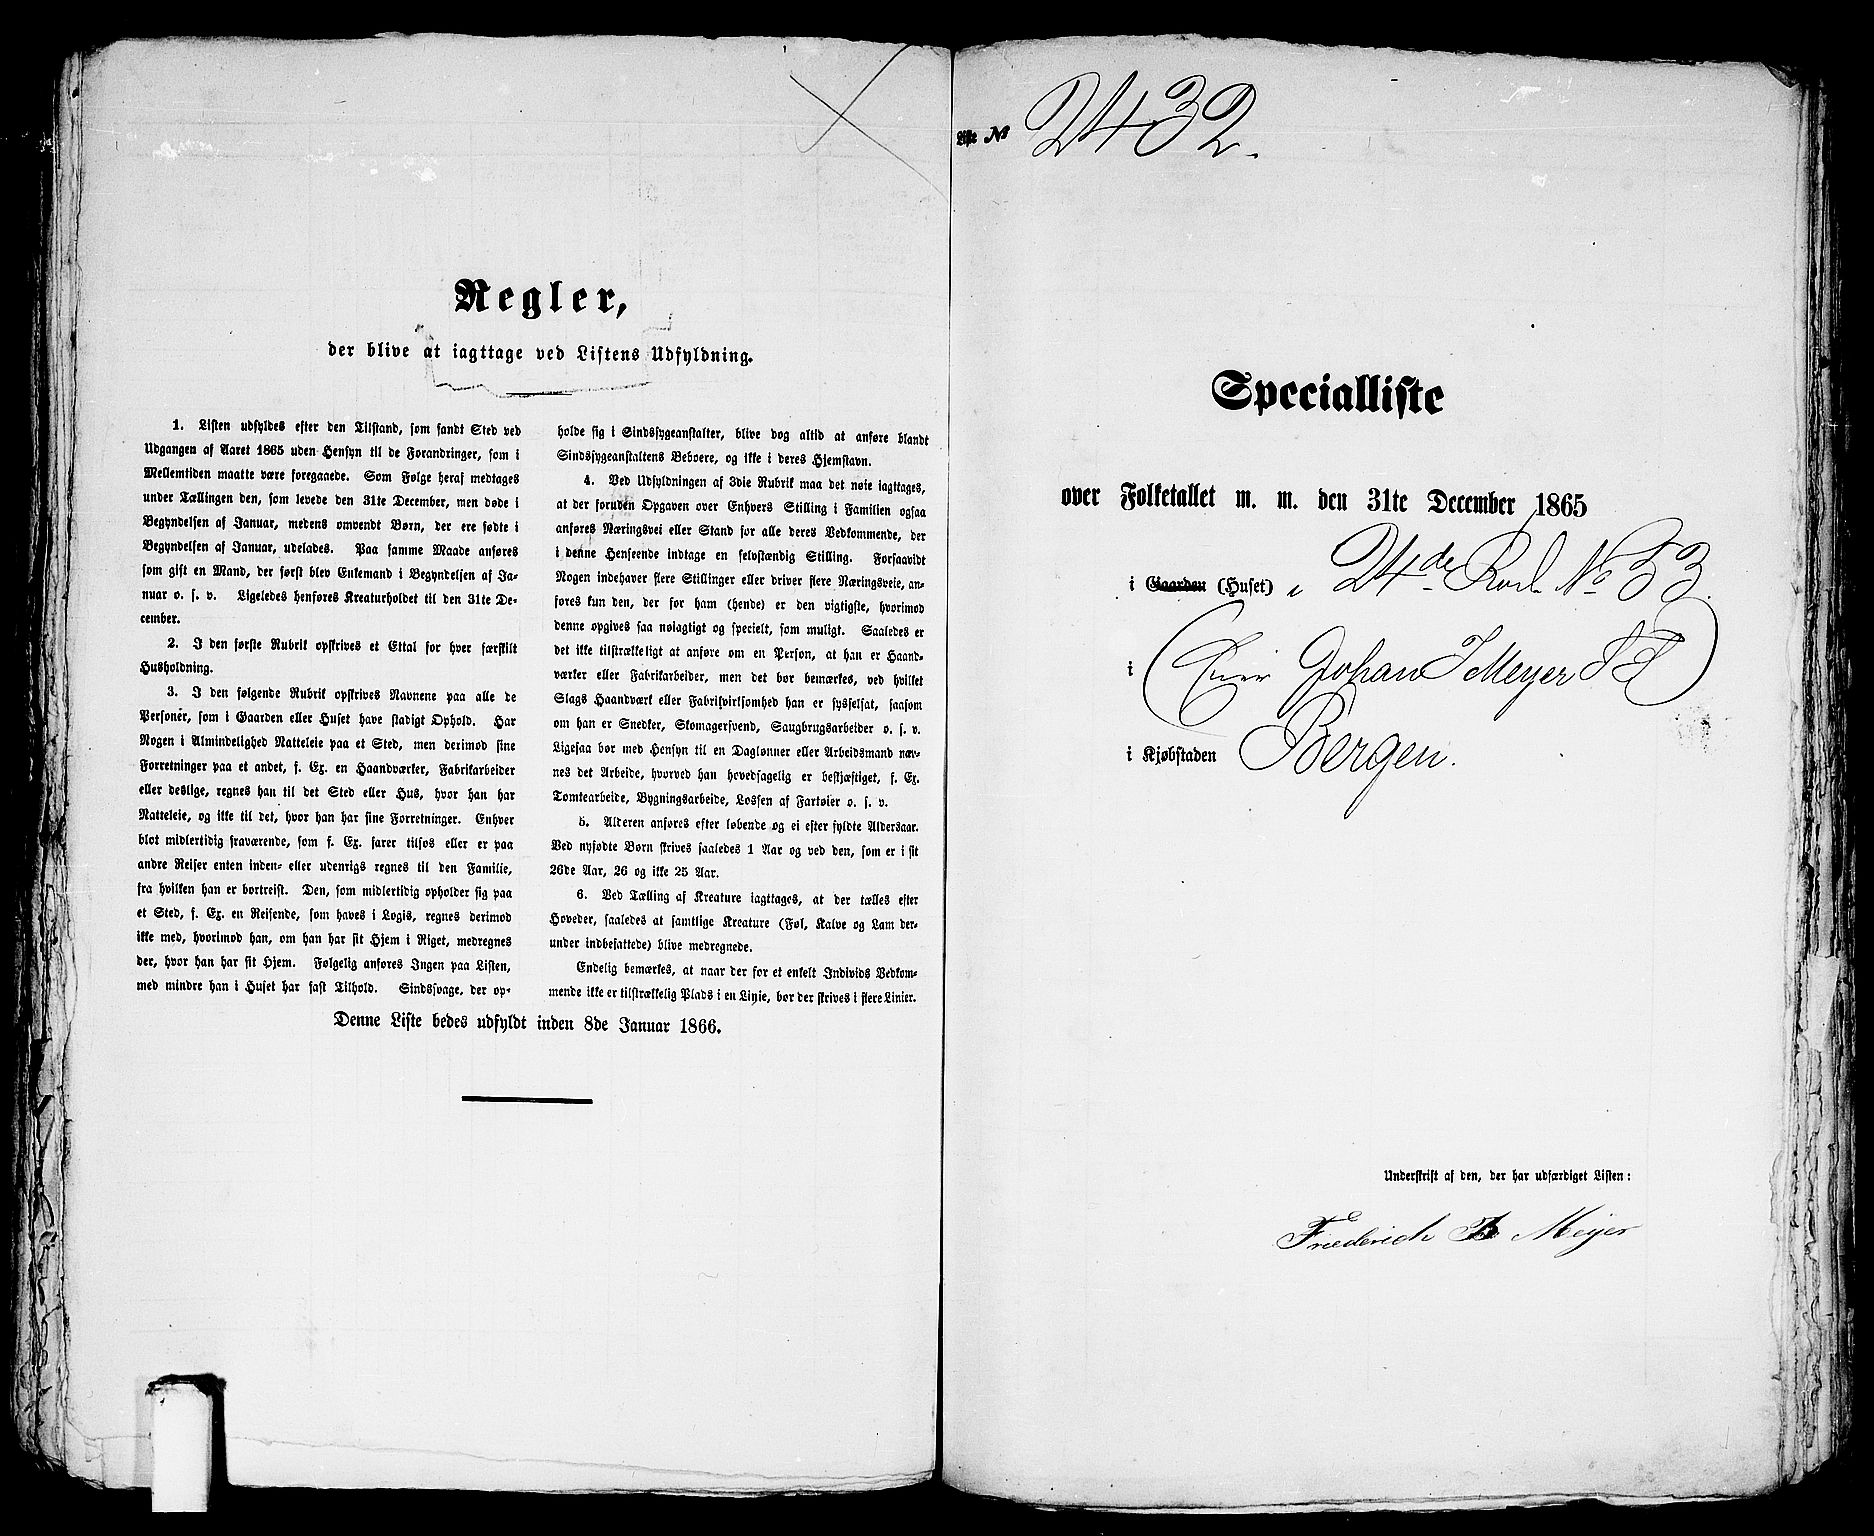 Regler,
der blive at iagttage ved Listens Udfyldning.
1. Listen udfyldes efter den Tilstand, som fandt Sted ved
Udgangen af Aaret 1865 uden Hensyn til de Forandringer, som i
Mellemtiden maatte være foregaaede. Som Følge heraf medtages
under Tællingen den, som levede den 31te December, men døde i
Begyndelsen af Januar, medens omvendt Børn, der ere fødte i
Begyndelsen af Januar, udelades. Paa samme Maade anføres
som gift en Mand, der først blev Enkemand i Begyndelsen af Ja-
nuar o. s. v. Ligeledes henføres Kreaturholdet til den 31te De-
cember.
2. I den første Rubrik opskrives et Ettal for hver særskilt
Husholdning.
3. I den følgende Rubrik opskrives Navnene paa alle de
Personer, som i Gaarden eller Huset have stadigt Ophold. Har
Nogen i Almindelighed Natteleie paa et Sted, men derimod sine
Forretninger paa et andet, f. Ex. en Haandværker, Fabrikarbeider
eller deslige, regnes han til det Sted eller Hus, hvor han har
Natteleie, og ikke til det, hvor han har sine Forretninger. Enhver
blot midlertidig fraværende, som f. Ex. farer tilsøs eller er paa
andre Reiser enten inden- eller udenrigs regnes til den Familie,
fra hvilken han er bortreist. Den, som midlertidig opholder sig paa
et Sted, f. Ex. en Reisende, som haves i Logis, regnes derimod
ikke med, hvorimod han, om han har sit Hjem i Riget, medregnes
der, hvor han har sit Hjem. Følgelig anføres Ingen paa Listen,
med mindre han i Huset har fast Tilhold. Sindssvage, der op-
holde sig i Sindssygeanstalter, blive dog altid at anføre blandt
Sindssygeanstaltens Beboere, og ikke i deres Hjemstavn.
4. Ved Udfyldningen af 3die Rubrik maa det nøie iagttages,
at der foruden Opgaven over Enhvers Stilling i Familien ogsaa
anføres Næringsvei eller Stand for alle deres Vedkommende, der
i denne Henseende indtage en selvstændig Stilling. Forsaavidt
Nogen indehaver flere Stillinger eller driver flere Næringsveie, an-
føres kun den, der for ham (hende) er den vigtigste, hvorimod
denne opgives saa nøiagtigt og specielt, som muligt. Saaledes er
det ikke tilstrækkeligt at anføre om en Person, at han er Haand-
værker eller Fabrikarbeider, men det bør bemærkes, ved hvilket
Slags Haandværk eller Fabrikvirksomhed han er sysselsat, saasom
om han er Snedker, Skomagersvend, Saugbrugsarbeider o. s. v.
Ligesaa bør med Hensyn til en Daglønner eller Arbeidsmand næv-
nes det Arbeide, hvorved han hovedsagelig er beskjæftiget, f. Ex.
Tomtearbeide, Bygningsarbeide, Lossen af Fartøier o. s. v.
5. Alderen anføres efter løbende og ei efter fyldte Aldersaar.
Ved nyfødte Børn skrives saaledes 1 Aar og ved den, som er i sit
26de Aar, 26 og ikke 25 Aar.
6. Ved Tælling af Kreature iagttages, at der tælles efter
Hoveder, saaledes at samtlige Kreature (Føl, Kalve og Lam der-
under indbefattede) blive medregnede.
Endelig bemærkes, at naar der for et enkelt Individs Vedkom-
mende ikke er tilstrækkelig Plads i en Linie, bør der skrives i flere Linier.
Denne Liste bedes udfyldt inden 8de Januar 1866.
Liste No 2432.
Specialliste
over Folketallet m. m. den 31te December 1865
i Gaarden (Huset) i 24de Rode No 33.
i (Eier Johan Meyer
i Kjøbstaden Bergen.
Underskrift af den, der har udfærdiget Listen:
Friederich Meyer